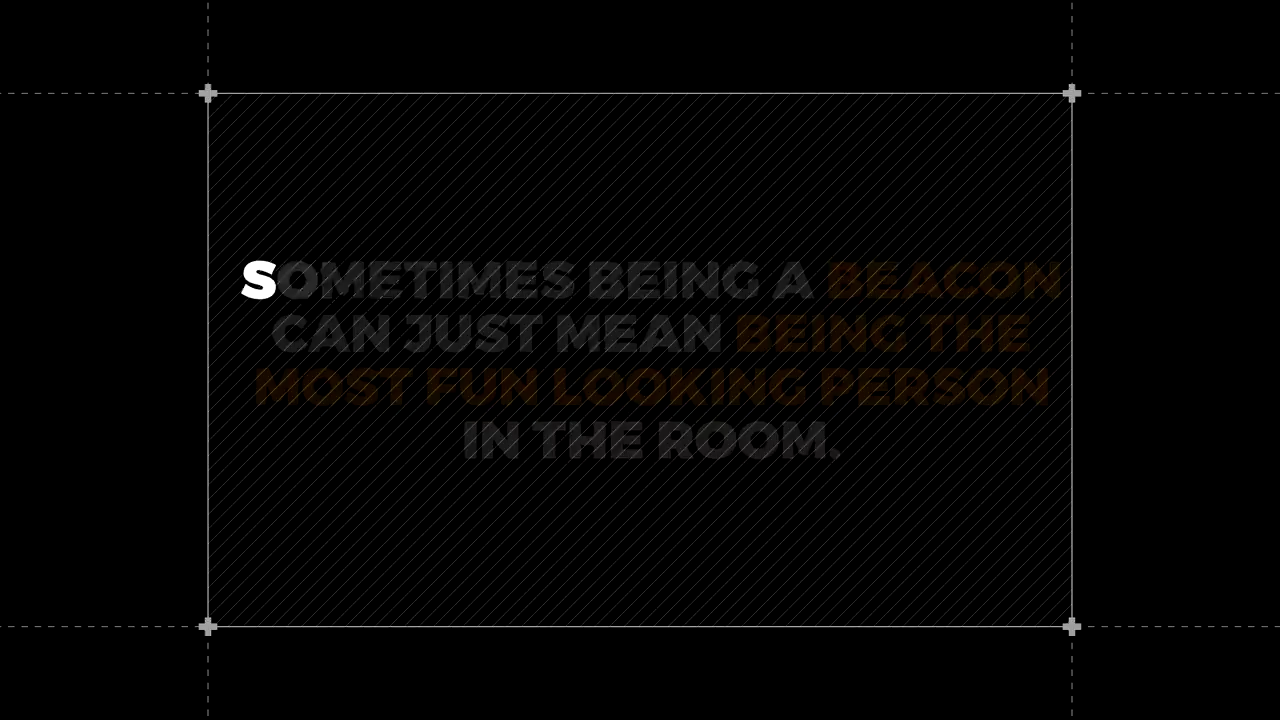 SOMETIMES BEING A BEACON
CAN JUST MEAN BEING THE
MOST FUN LOOKING PERSON
IN THE ROOM.